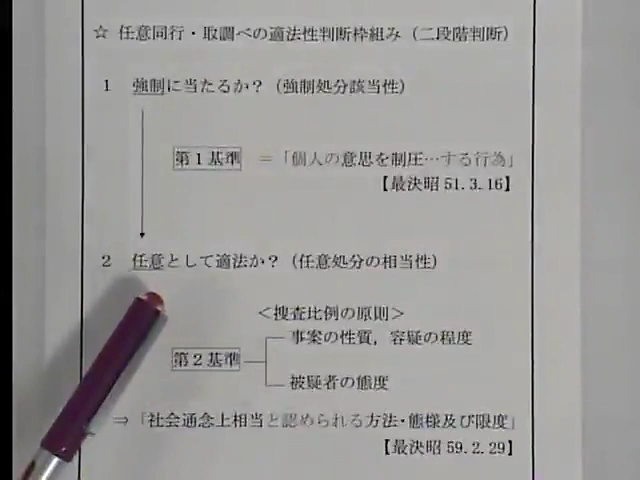 ☆ 任意同行・取調べの適法性判断枠組み（二段階判断）
1 強制に当たるか？（強制処分該当性）
第1基準 ＝「個人の意思を制圧…する行為」
【最決昭 51.3.16】
2 任意として適法か？（任意処分の相当性）
＜捜査比例の原則＞
事案の性質，容疑の程度
第2基準
被疑者の態度
⇒「社会通念上相当と認められる方法・態様及び限度」
【最決昭 59.2.29】